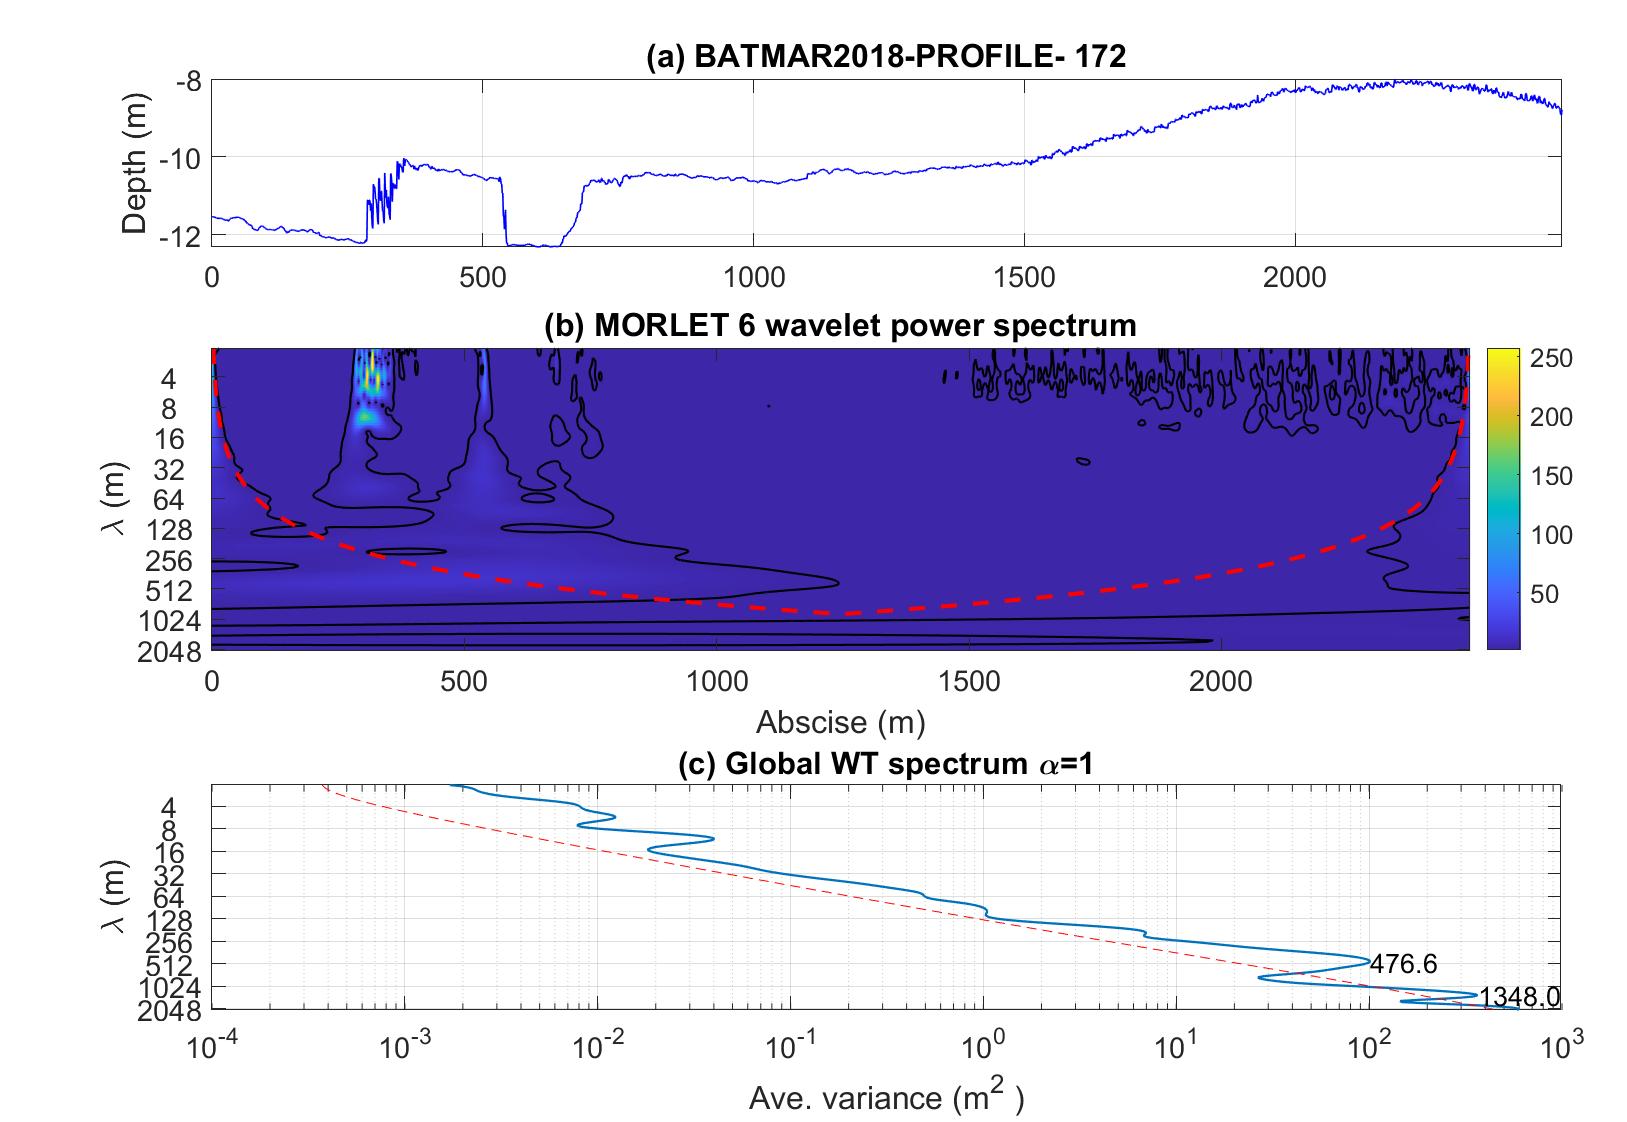 (a) BATMAR2018-PROFILE- 172
Depth (m)
-8
-10
-12
0 500 1000 1500 2000
(b) MORLET 6 wavelet power spectrum
λ (m)
4
8
16
32
64
128
256
512
1024
2048
0 500 1000 1500 2000
Abscise (m)
250
200
150
100
50
(c) Global WT spectrum α=1
λ (m)
4
8
16
32
64
128
256
512
1024
2048
476.6
1348.0
10^-4 10^-3 10^-2 10^-1 10^0 10^1 10^2 10^3
Ave. variance (m^2 )